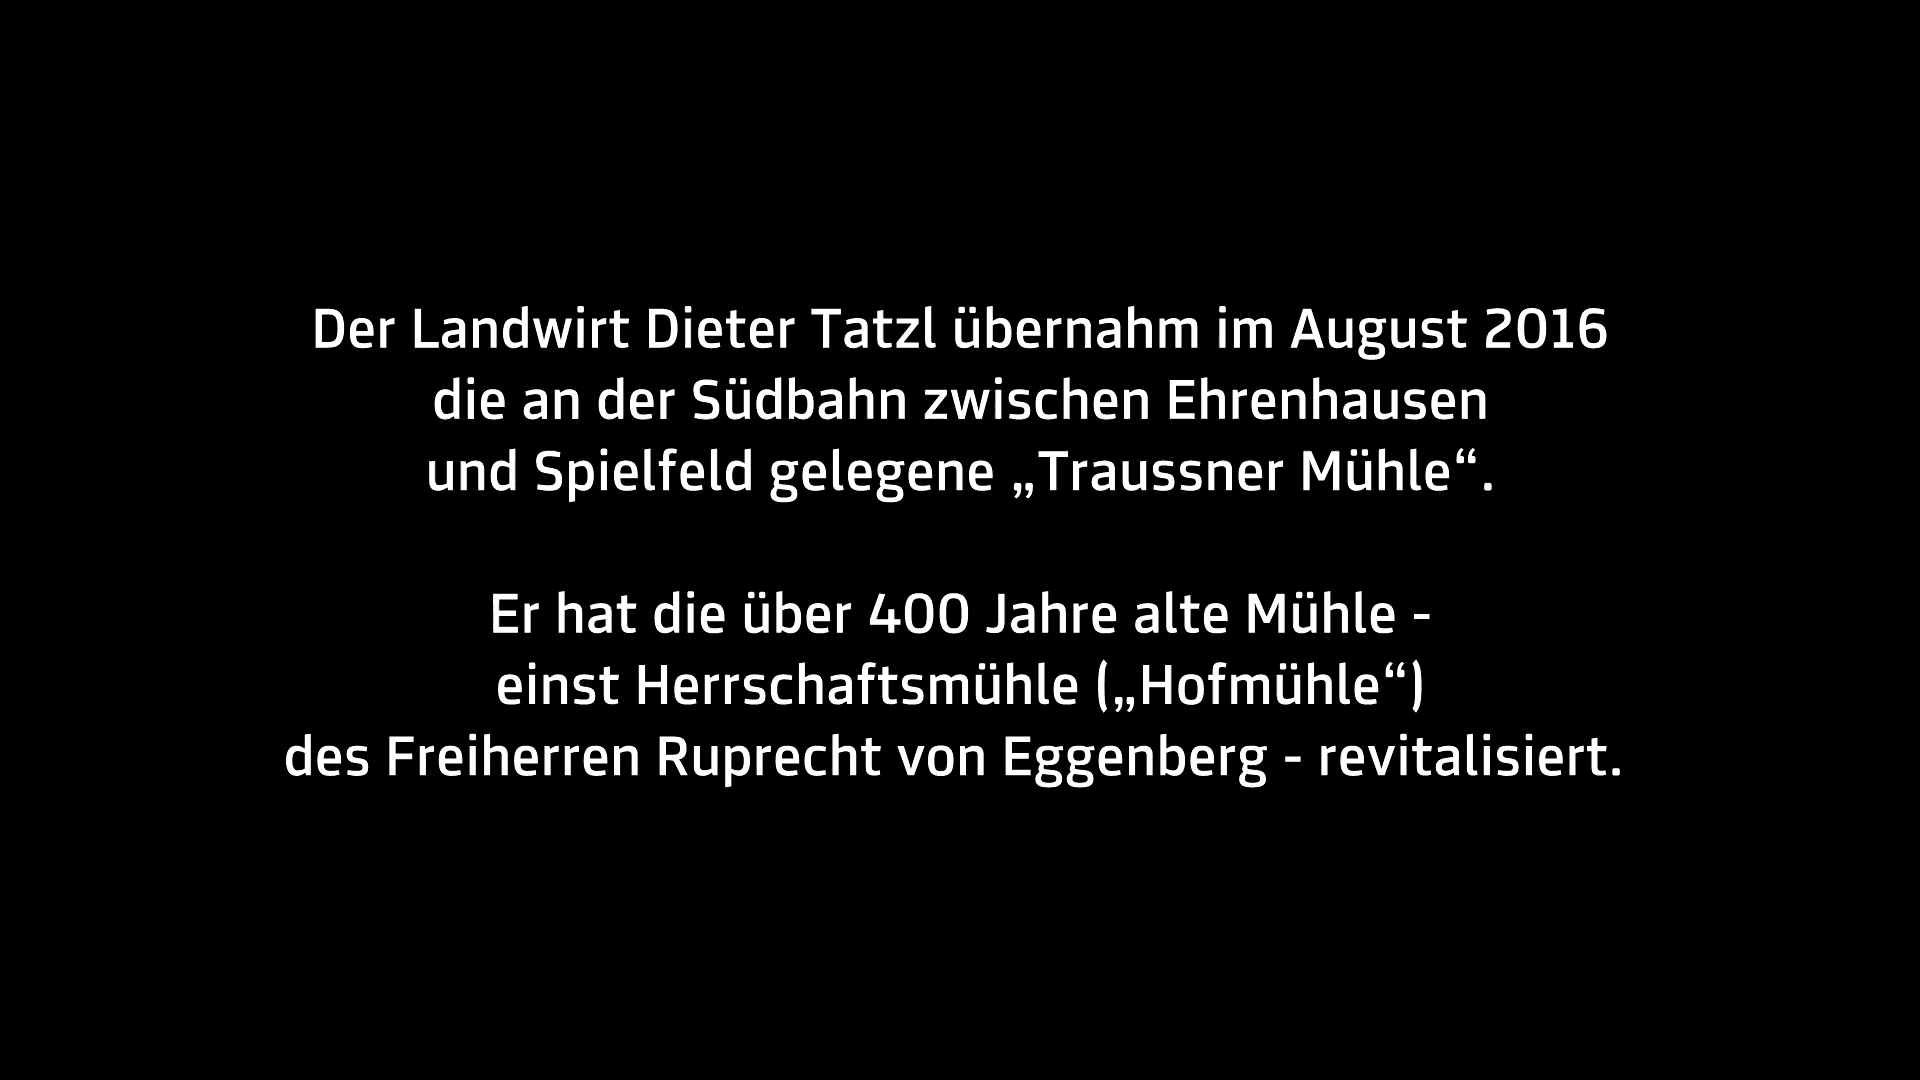 Der Landwirt Dieter Tatzl übernahm im August 2016
die an der Südbahn zwischen Ehrenhausen
und Spielfeld gelegene „Traussner Mühle“.
Er hat die über 400 Jahre alte Mühle -
einst Herrschaftsmühle („Hofmühle“)
des Freiherren Ruprecht von Eggenberg - revitalisiert.